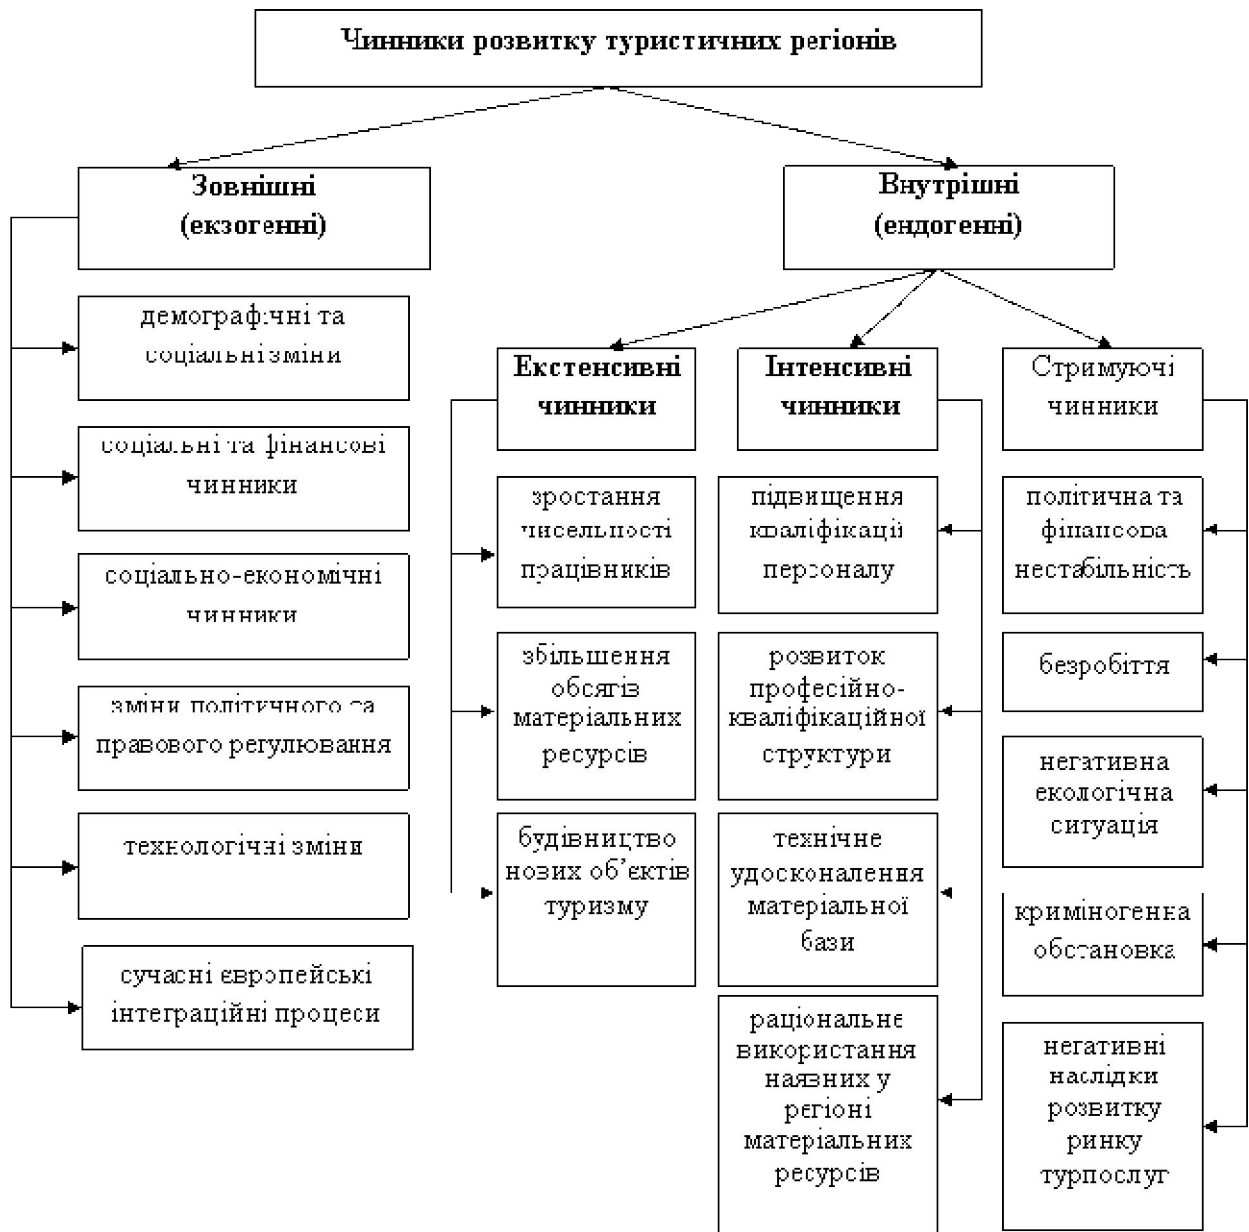 Чинники розвитку туристичних регіонів
Зовнішні
(екзогенні)
демографічні та
соціальні зміни
соціальні та фінансові
чинники
соціально-економічні
чинники
зміни політичного та
правового регулювання
технологічні зміни
сучасні європейські
інтеграційні процеси
Внутрішні
(ендогенні)
Екстенсивні
чинники
зростання
чисельності
працівників
збільшення
обсягів
матеріальних
ресурсів
будівництво
нових об’єктів
туризму
Інтенсивні
чинники
підвищення
кваліфікації
персоналу
розвиток
професійно-
кваліфікаційної
структури
технічне
удосконалення
матеріальної
бази
раціональне
використання
наявних у
регіоні
матеріальних
ресурсів
Стримуючі
чинники
політична та
фінансова
нестабільність
безробіття
негативна
екологічна
ситуація
криміногенна
обстановка
негативні
наслідки
розвитку
ринку
турпослуг